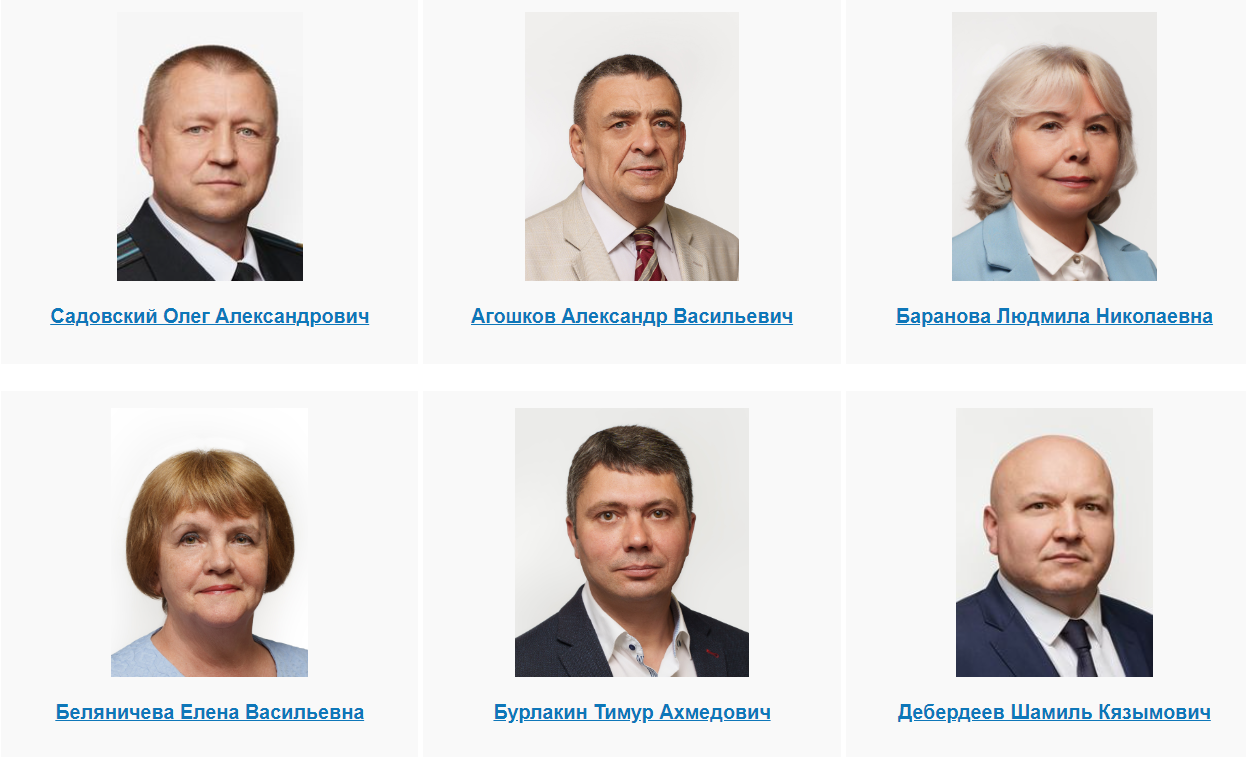 Садовский Олег Александрович
Агошков Александр Васильевич
Баранова Людмила Николаевна
Беляничева Елена Васильевна
Бурлакин Тимур Ахмедович
Дебердеев Шамиль Кязымович